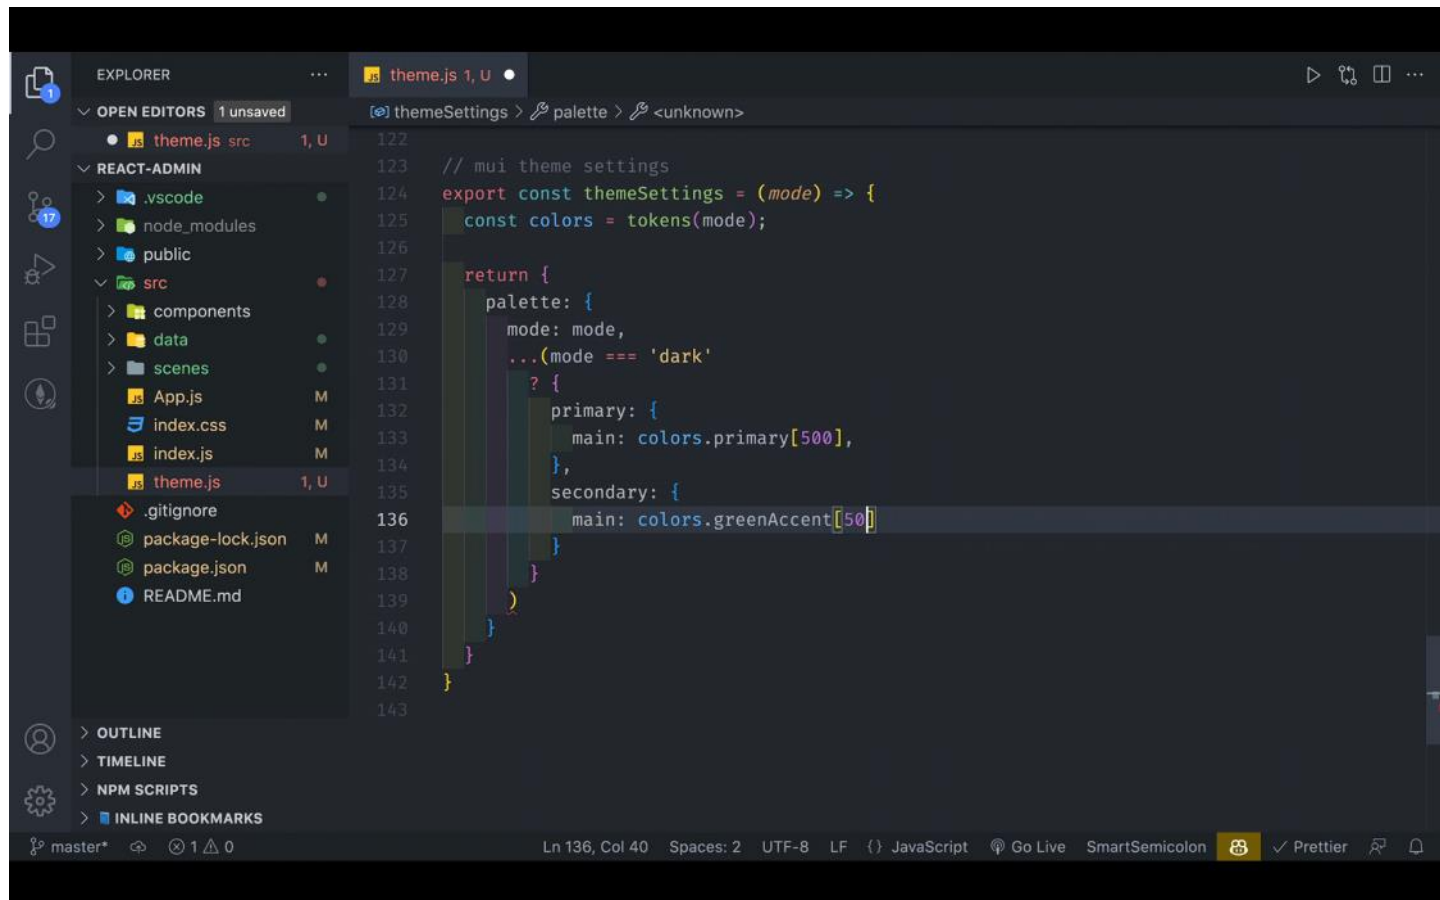 EXPLORER
OPEN EDITORS 1 unsaved
theme.js src 1, U
REACT-ADMIN
.vscode
node_modules
public
src
components
data
scenes
App.js M
index.css M
index.js M
theme.js 1, U
.gitignore
package-lock.json M
package.json M
README.md
OUTLINE
TIMELINE
NPM SCRIPTS
INLINE BOOKMARKS
1
17
JS theme.js 1, U
themeSettings > palette > <unknown>
122
123 // mui theme settings
124 export const themeSettings = (mode) => {
125 const colors = tokens(mode);
126
127 return {
128 palette: {
129 mode: mode,
130 ...(mode === 'dark'
131 ? {
132 primary: {
133 main: colors.primary[500],
134 },
135 secondary: {
136 main: colors.greenAccent[50]
137 }
138 }
139 )
140 }
141 }
142 }
143
master* 1 0 Ln 136, Col 40 Spaces: 2 UTF-8 LF {} JavaScript Go Live SmartSemicolon Prettier